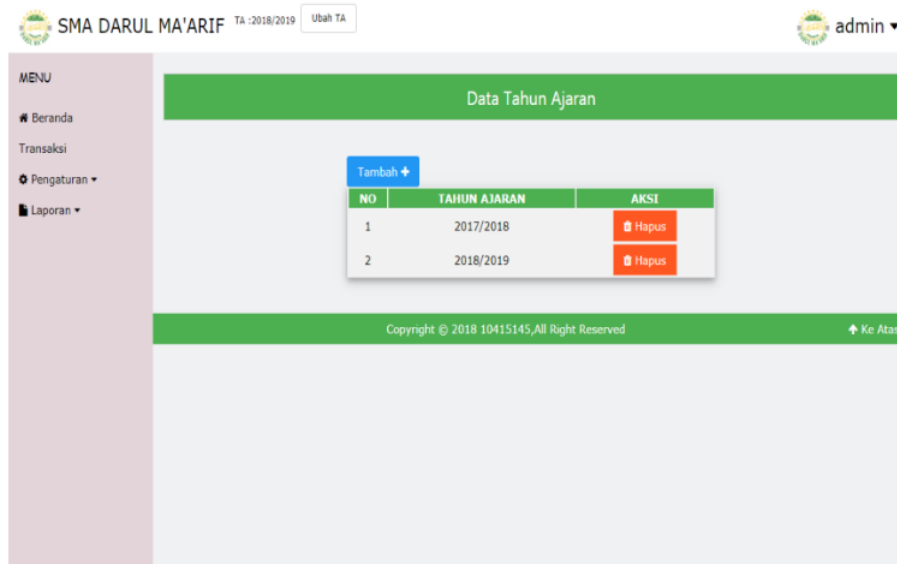 SMA DARUL MA'ARIF TA :2018/2019 Ubah TA
admin
MENU
Beranda
Transaksi
Pengaturan
Laporan
Data Tahun Ajaran
Tambah
NO TAHUN AJARAN AKSI
1 2017/2018 Hapus
2 2018/2019 Hapus
Copyright © 2018 10415145,All Right Reserved
Ke Atas